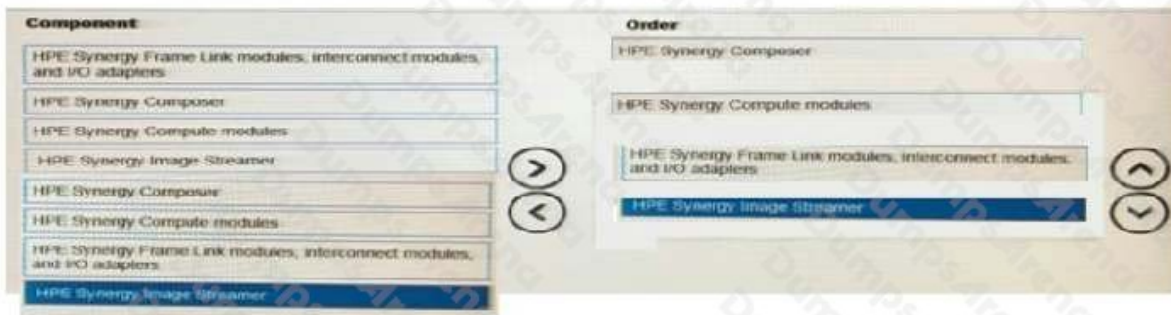 Component
HPE Synergy Frame Link modules, interconnect modules,
and I/O adapters
HPE Synergy Composer
HPE Synergy Compute modules
HPE Synergy Image Streamer
HPE Synergy Composer
HPE Synergy Compute modules
HPE Synergy Frame Link modules, interconnect modules,
and I/O adapters
HPE Synergy Image Streamer
Order
HPE Synergy Composer
HPE Synergy Compute modules
HPE Synergy Frame Link modules, interconnect modules,
and I/O adapters
HPE Synergy Image Streamer